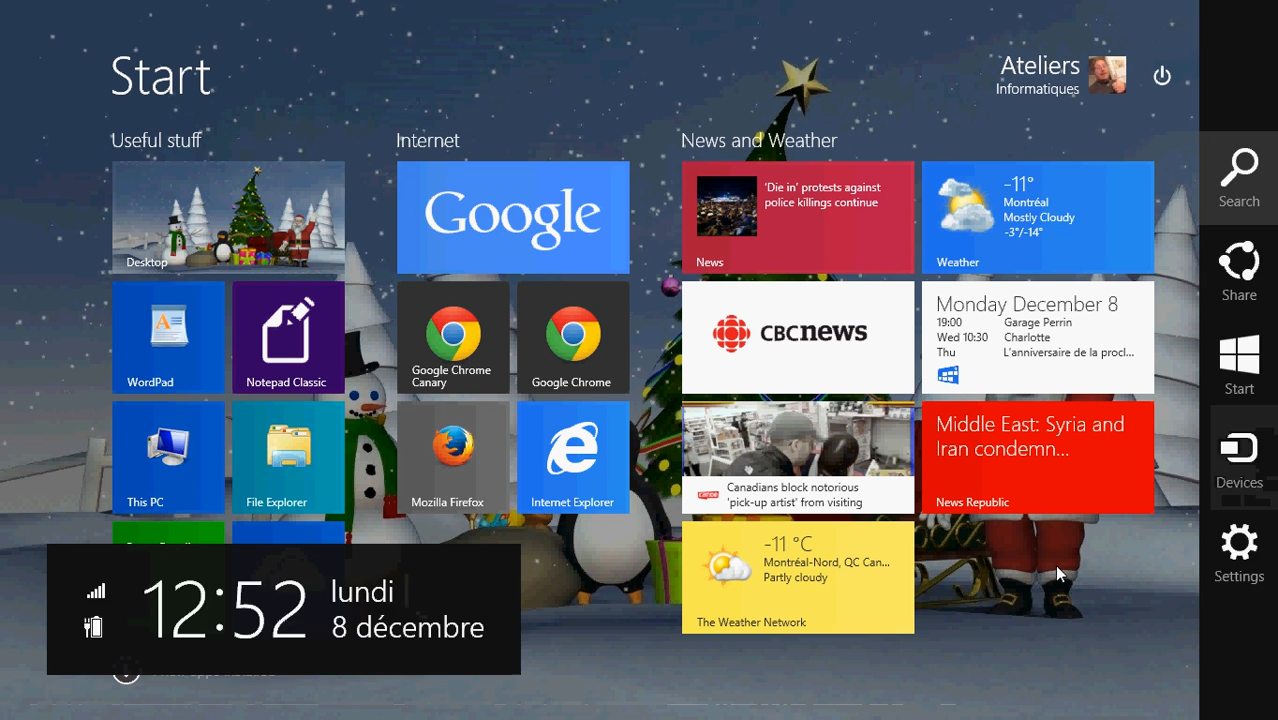 Start
Ateliers
Informatiques
Useful stuff
Internet
News and Weather
Desktop
Google
'Die in' protests against
police killings continue
News
-11°
Montréal
Mostly Cloudy
-3°/-14°
Weather
WordPad
Notepad Classic
Google Chrome
Canary
Google Chrome
CBCnews
Monday December 8
19:00 Garage Perrin
Wed 10:30 Charlotte
Thu L'anniversaire de la procl...
This PC
File Explorer
Mozilla Firefox
Internet Explorer
canoe
Canadians block notorious
'pick-up artist' from visiting
Middle East: Syria and
Iran condemn...
News Republic
-11 °C
Montréal-Nord, QC Can...
Partly cloudy
The Weather Network
12:52
lundi
8 décembre
Search
Share
Start
Devices
Settings